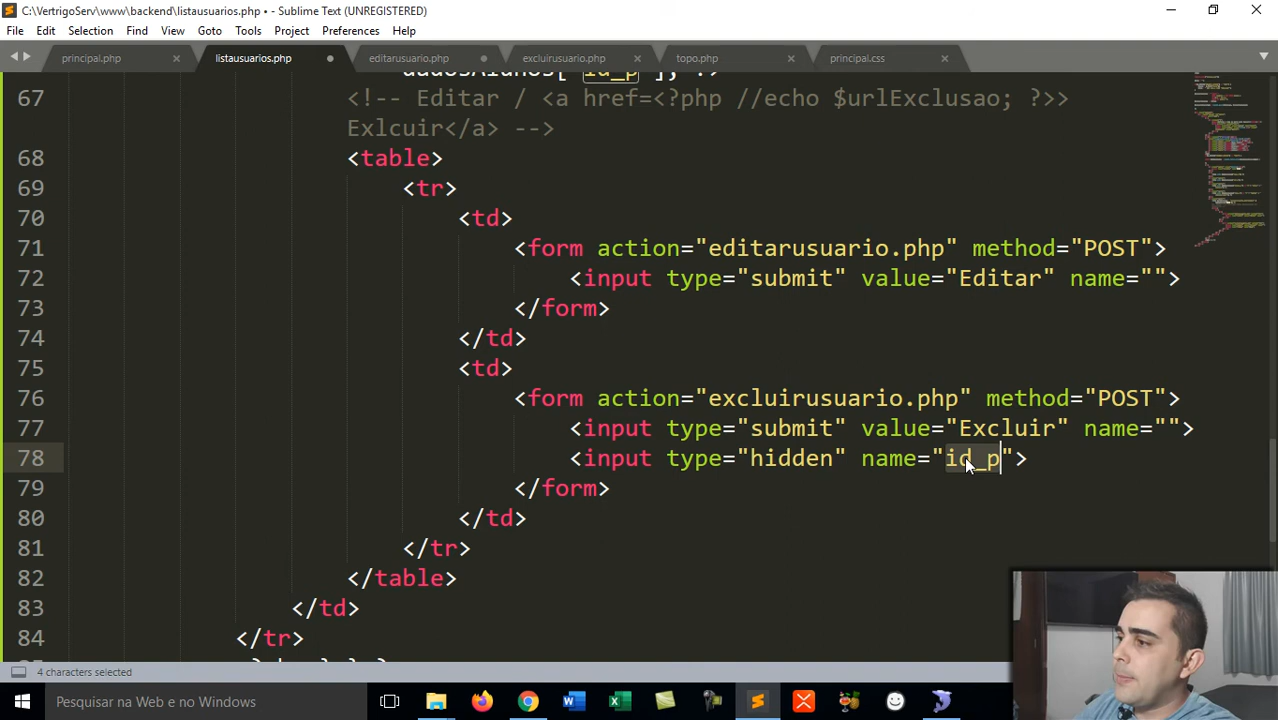 C:\VertrigoServ\www\backend\listausuarios.php • - Sublime Text (UNREGISTERED)
File Edit Selection Find View Goto Tools Project Preferences Help
principal.php listausuarios.php editarusuario.php excluirusuario.php topo.php principal.css
dadosAlunos["id_p"]; ?>
67 <!-- Editar / <a href=<?php //echo $urlExclusao; ?>>
Exlcuir</a> -->
68 <table>
69 <tr>
70 <td>
71 <form action="editarusuario.php" method="POST">
72 <input type="submit" value="Editar" name="">
73 </form>
74 </td>
75 <td>
76 <form action="excluirusuario.php" method="POST">
77 <input type="submit" value="Excluir" name="">
78 <input type="hidden" name="id_p">
79 </form>
80 </td>
81 </tr>
82 </table>
83 </td>
84 </tr>
4 characters selected
Pesquisar na Web e no Windows